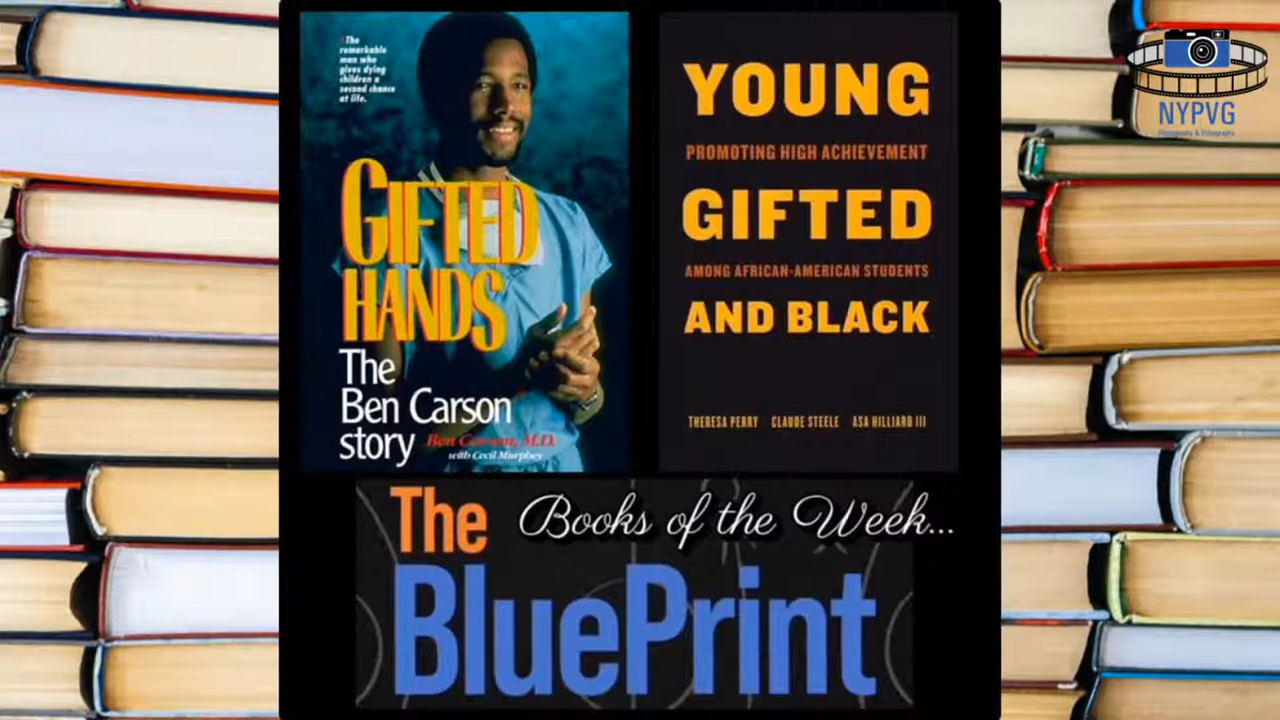 The
remarkable
man who
gives dying
children a
second chance
at life.
GIFTED
HANDS
The
Ben Carson
story
Ben Carson, M.D.
with Cecil Murphey
YOUNG
PROMOTING HIGH ACHIEVEMENT
GIFTED
AMONG AFRICAN-AMERICAN STUDENTS
AND BLACK
THERESA PERRY CLAUDE STEELE ASA HILLIARD III
NYPVG
Photography & Videography
The Books of the Week...
BluePrint